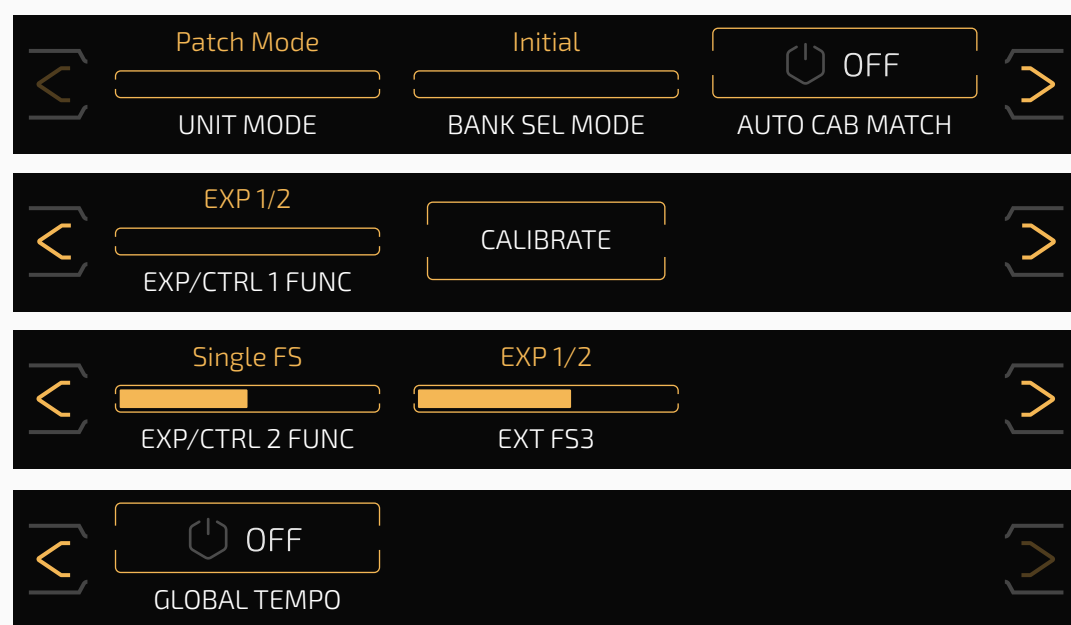 Patch Mode Initial OFF
UNIT MODE BANK SEL MODE AUTO CAB MATCH
EXP 1/2
CALIBRATE
EXP/CTRL 1 FUNC
Single FS EXP 1/2
EXP/CTRL 2 FUNC EXT FS3
OFF
GLOBAL TEMPO